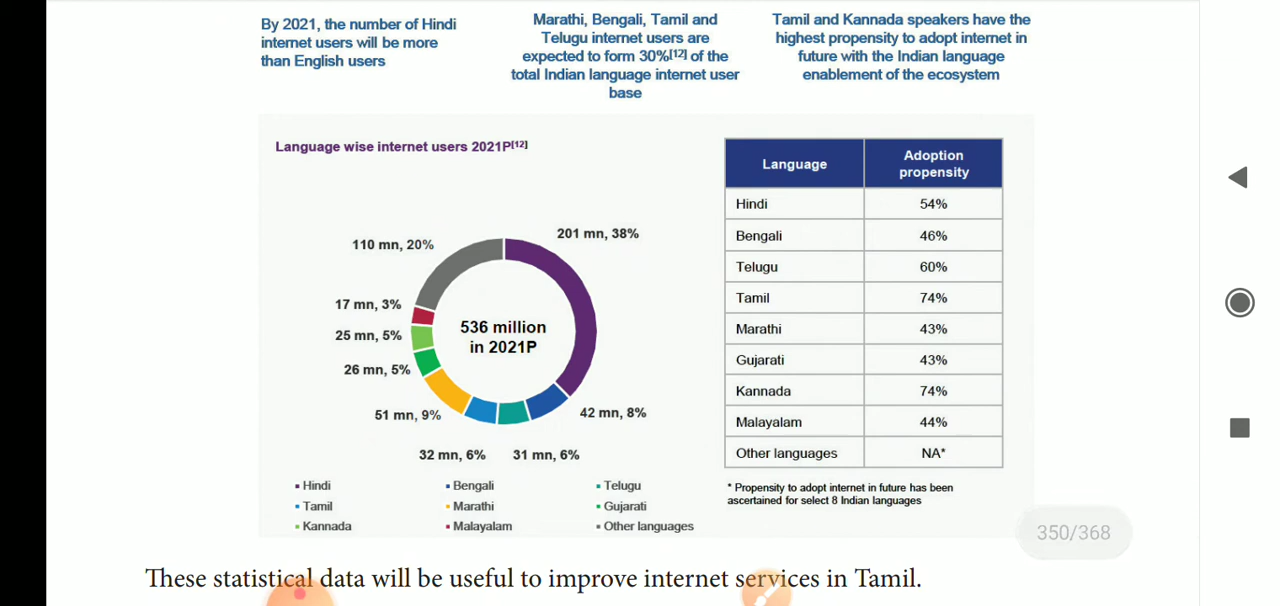 By 2021, the number of Hindi
internet users will be more
than English users
Marathi, Bengali, Tamil and
Telugu internet users are
expected to form 30%[12] of the
total Indian language internet user
base
Tamil and Kannada speakers have the
highest propensity to adopt internet in
future with the Indian language
enablement of the ecosystem
Language wise internet users 2021P[12]
201 mn, 38%
110 mn, 20%
17 mn, 3%
25 mn, 5%
26 mn, 5%
51 mn, 9%
32 mn, 6%
31 mn, 6%
42 mn, 8%
536 million
in 2021P
Hindi
Bengali
Telugu
Tamil
Marathi
Gujarati
Kannada
Malayalam
Other languages
Language Adoption
propensity
Hindi 54%
Bengali 46%
Telugu 60%
Tamil 74%
Marathi 43%
Gujarati 43%
Kannada 74%
Malayalam 44%
Other languages NA*
* Propensity to adopt internet in future has been
ascertained for select 8 Indian languages
350/368
These statistical data will be useful to improve internet services in Tamil.